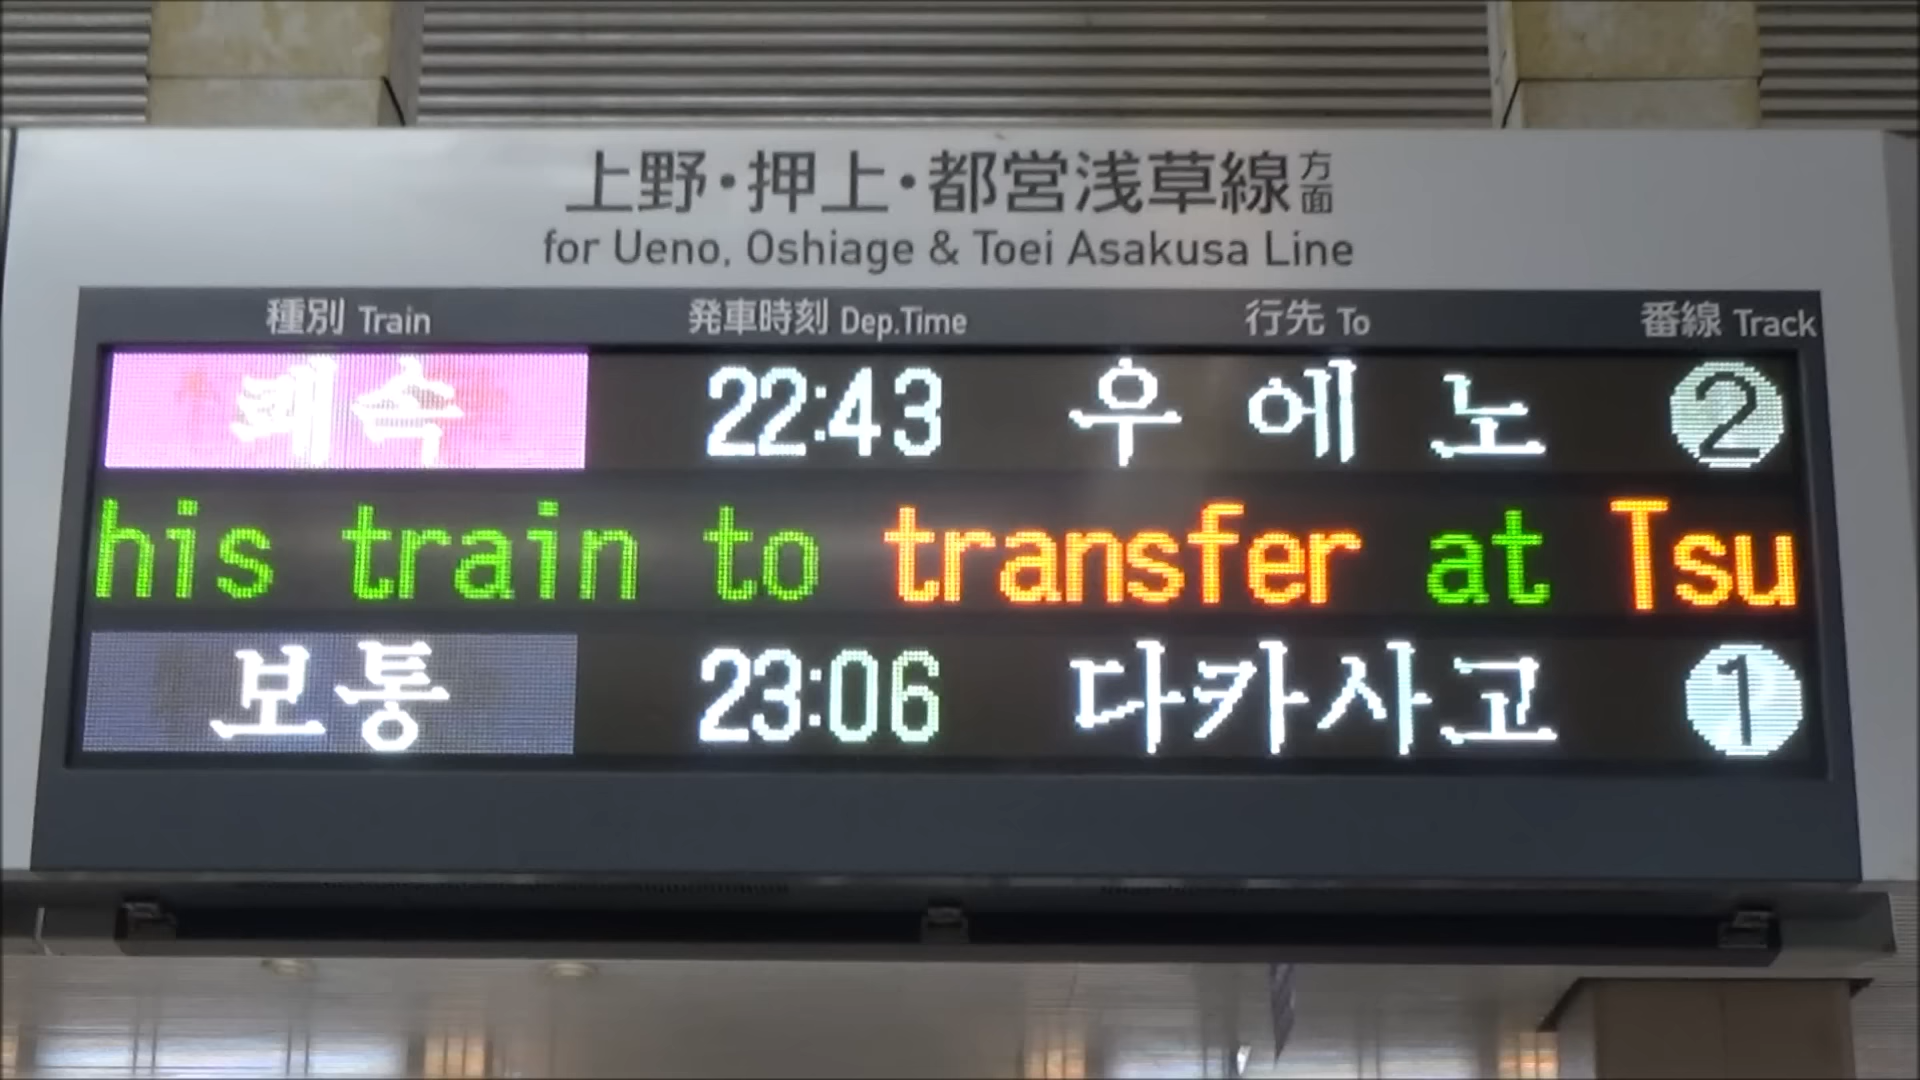 上野・押上・都営浅草線方面
for Ueno, Oshiage & Toei Asakusa Line
種別 Train 発車時刻 Dep.Time 行先 To 番線 Track
쾌속 22:43 우에노 2
his train to transfer at Tsu
보통 23:06 다카사고 1